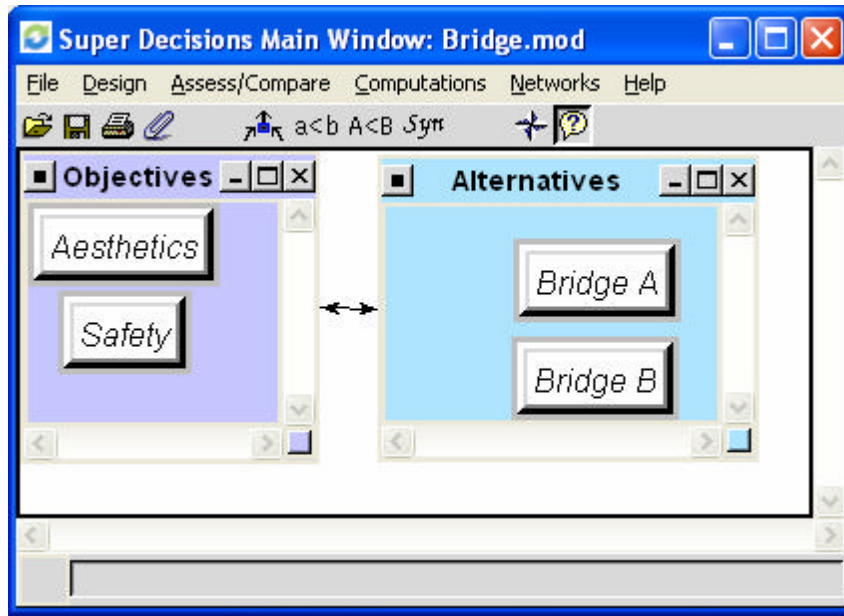 Super Decisions Main Window: Bridge.mod
File Design Assess/Compare Computations Networks Help
a<b A<B Syn
Objectives
Alternatives
Aesthetics
Safety
Bridge A
Bridge B